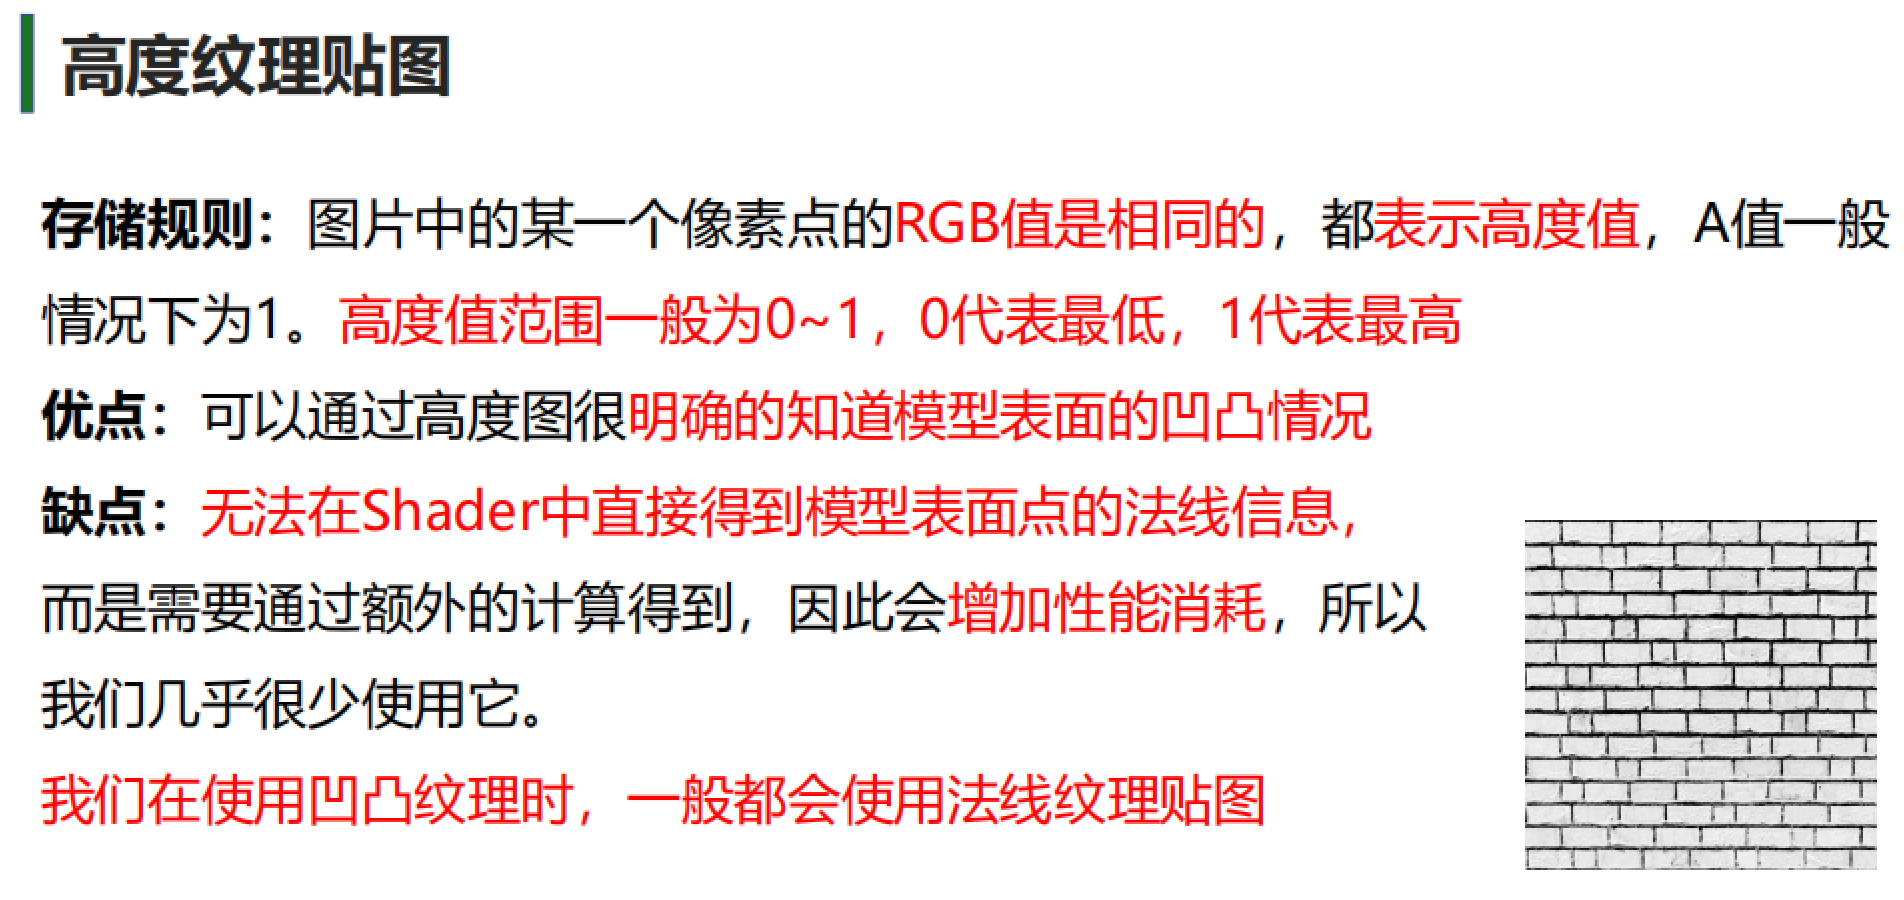 高度纹理贴图
存储规则：图片中的某一个像素点的RGB值是相同的，都表示高度值，A值一般
情况下为1。高度值范围一般为0~1，0代表最低，1代表最高
优点：可以通过高度图很明确的知道模型表面的凹凸情况
缺点：无法在Shader中直接得到模型表面点的法线信息，
而是需要通过额外的计算得到，因此会增加性能消耗，所以
我们几乎很少使用它。
我们在使用凹凸纹理时，一般都会使用法线纹理贴图